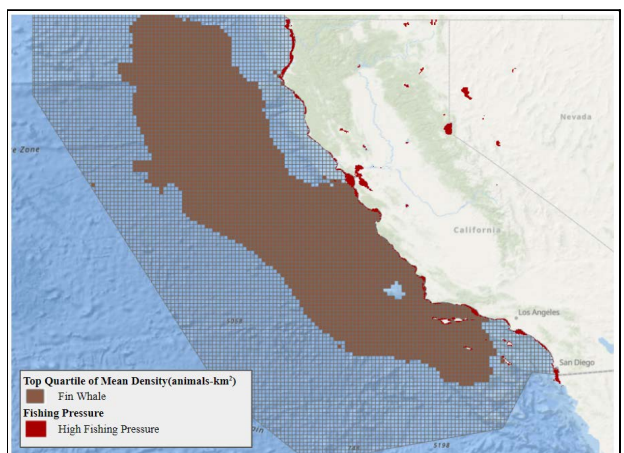 Nevada
e Zone
California
Los Angeles
San Diego
Top Quartile of Mean Density(animals-km²)
Fin Whale
Fishing Pressure
High Fishing Pressure